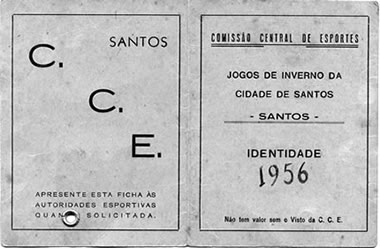 SANTOS
C.
C.
E.
APRESENTE ESTA FICHA ÀS
AUTORIDADES ESPORTIVAS
QUANDO SOLICITADA.
COMISSÃO CENTRAL DE ESPORTES
JOGOS DE INVERNO DA
CIDADE DE SANTOS
- SANTOS -
IDENTIDADE
1956
Não tem valor sem o Visto da C. C. E.